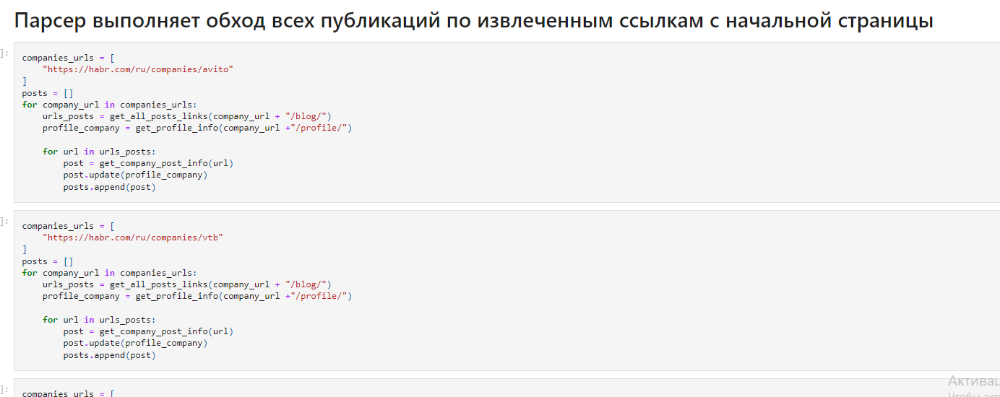 Парсер выполняет обход всех публикаций по извлеченным ссылкам с начальной страницы
]:
companies_urls = [
    "https://habr.com/ru/companies/avito"
]
posts = []
for company_url in companies_urls:
    urls_posts = get_all_posts_links(company_url + "/blog/")
    profile_company = get_profile_info(company_url +"/profile/")
    for url in urls_posts:
        post = get_company_post_info(url)
        post.update(profile_company)
        posts.append(post)
]:
companies_urls = [
    "https://habr.com/ru/companies/vtb"
]
posts = []
for company_url in companies_urls:
    urls_posts = get_all_posts_links(company_url + "/blog/")
    profile_company = get_profile_info(company_url +"/profile/")
    for url in urls_posts:
        post = get_company_post_info(url)
        post.update(profile_company)
        posts.append(post)
]:
companies_urls = [
Активац